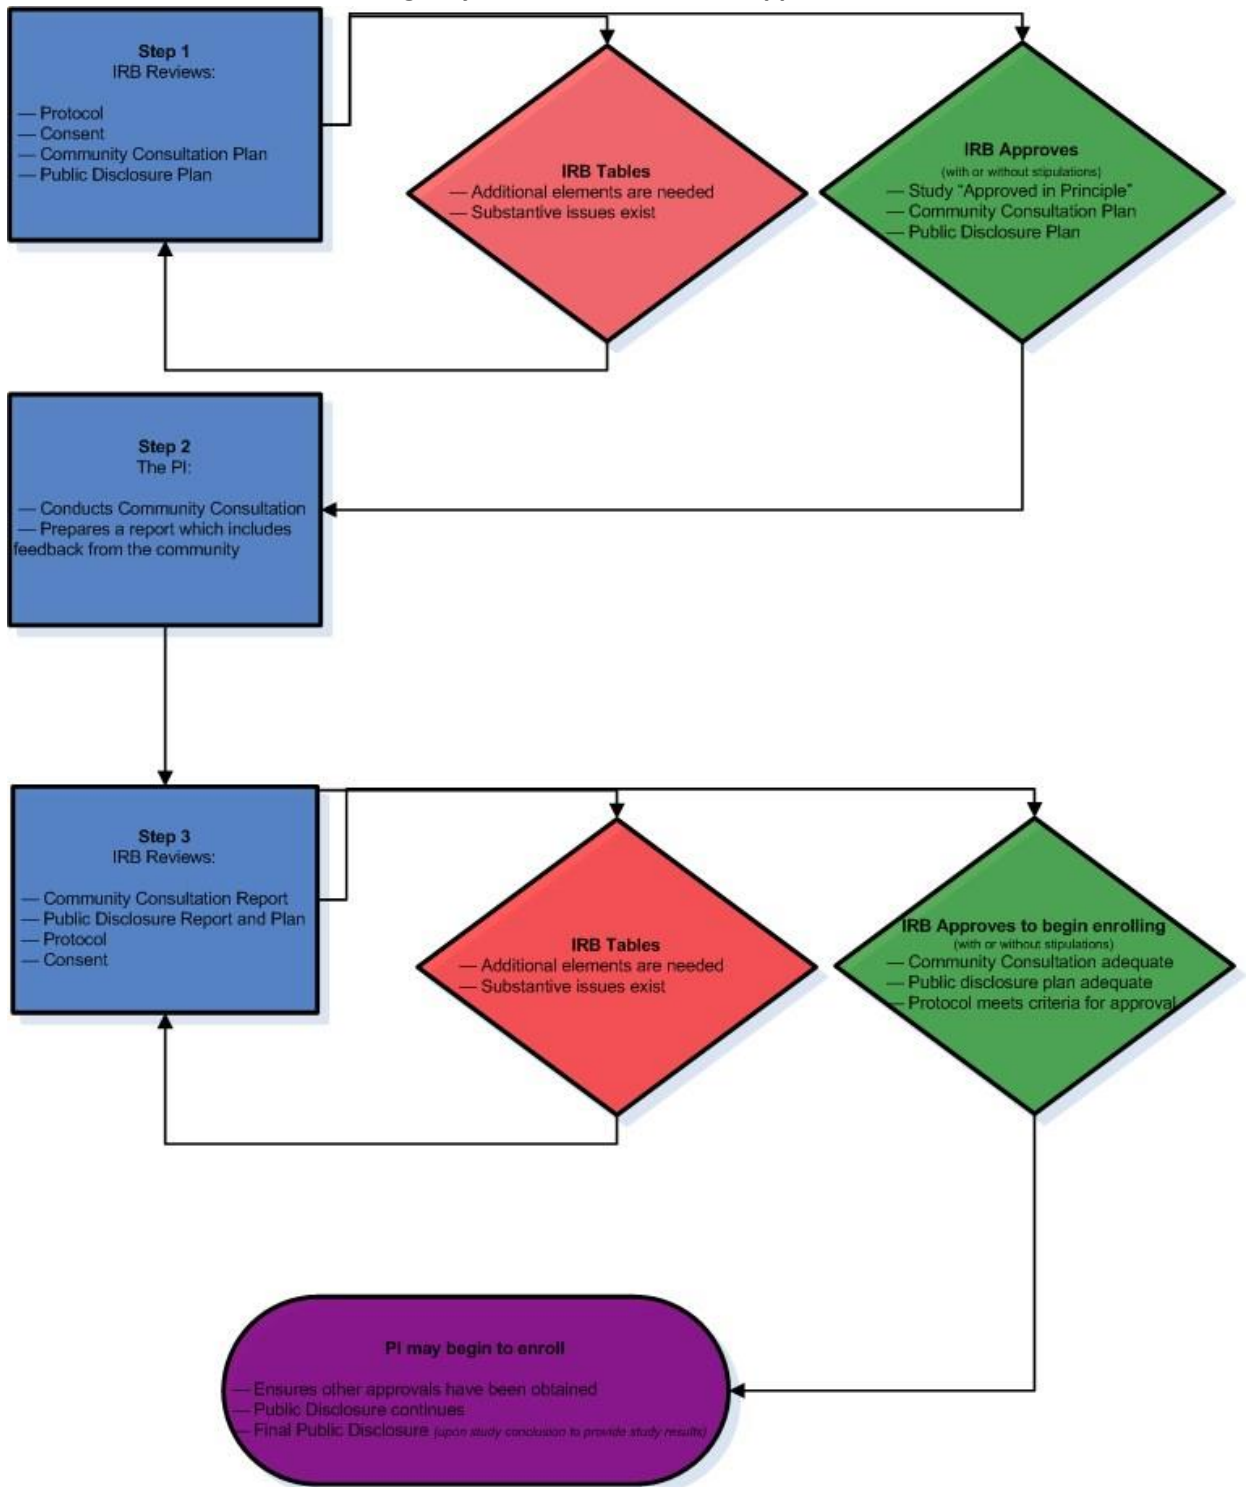 Step 1
IRB Reviews:
— Protocol
— Consent
— Community Consultation Plan
— Public Disclosure Plan
IRB Tables
— Additional elements are needed
— Substantive issues exist
IRB Approves
(with or without stipulations)
— Study “Approved in Principle”
— Community Consultation Plan
— Public Disclosure Plan
Step 2
The PI:
— Conducts Community Consultation
— Prepares a report which includes
feedback from the community
Step 3
IRB Reviews:
— Community Consultation Report
— Public Disclosure Report and Plan
— Protocol
— Consent
IRB Tables
— Additional elements are needed
— Substantive issues exist
IRB Approves to begin enrolling
(with or without stipulations)
— Community Consultation adequate
— Public disclosure plan adequate
— Protocol meets criteria for approval
PI may begin to enroll
— Ensures other approvals have been obtained
— Public Disclosure continues
— Final Public Disclosure (upon study conclusion to provide study results)